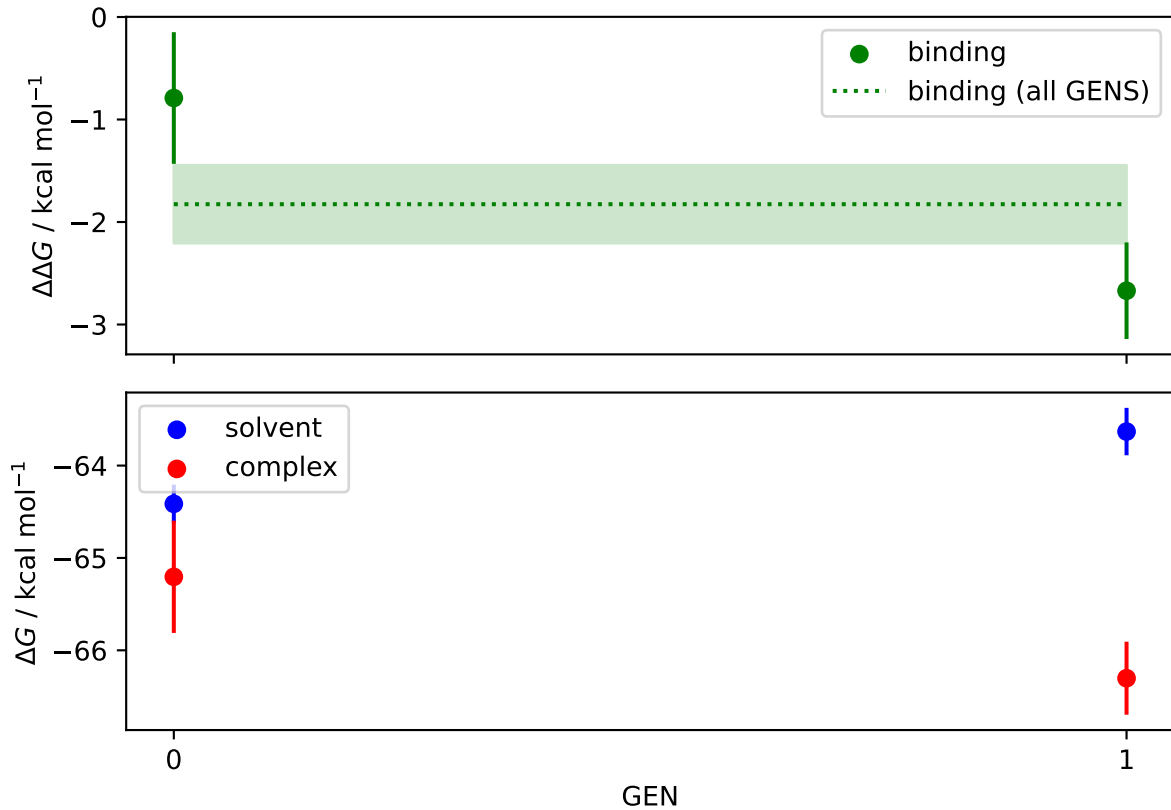 0
−1
−2
−3
ΔΔG / kcal mol⁻¹
binding
binding (all GENS)
−64
−65
−66
ΔG / kcal mol⁻¹
solvent
complex
0
1
GEN